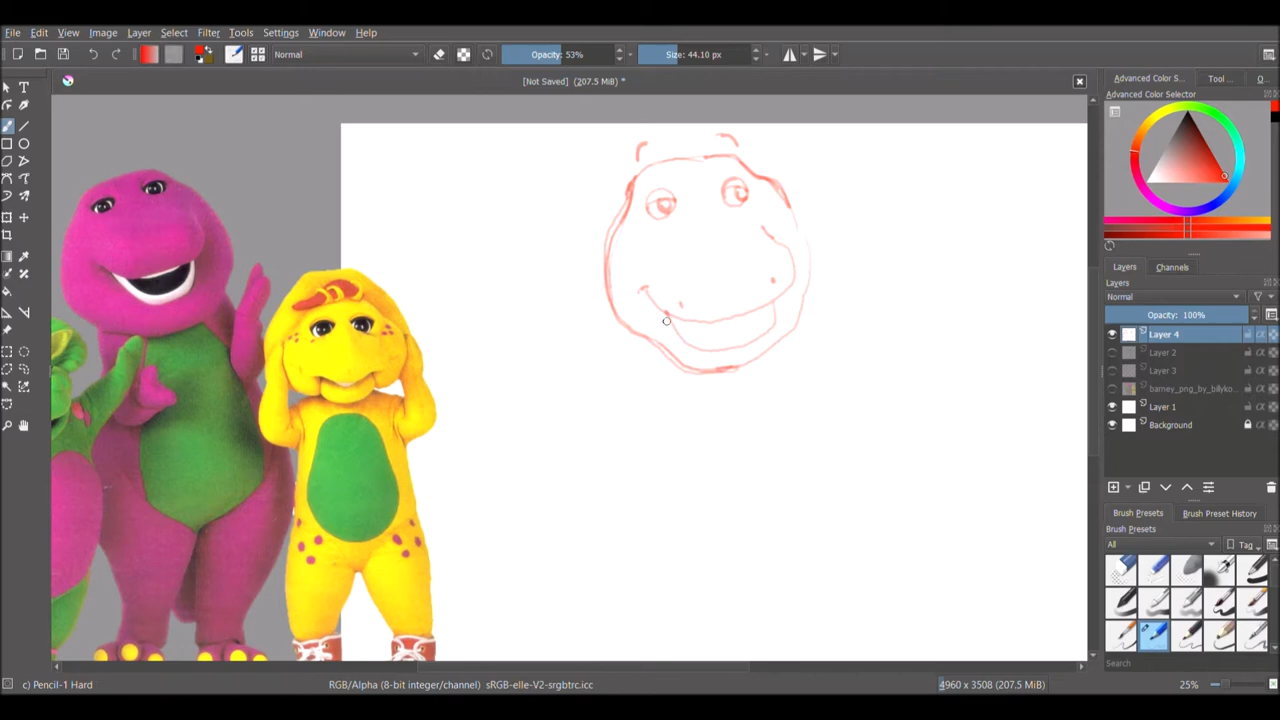 File Edit View Image Layer Select Filter Tools Settings Window Help
Normal Opacity: 53% Size: 44.10 px
[Not Saved] (207.5 MiB) *
Advanced Color S... Tool ... O...
Advanced Color Selector
Layers Channels
Layers
Normal
Opacity: 100%
Layer 4
Layer 2
Layer 3
barney_png_by_billyko...
Layer 1
Background
Brush Presets Brush Preset History
Brush Presets
All Tag
Search
c) Pencil-1 Hard RGB/Alpha (8-bit integer/channel) sRGB-elle-V2-srgbtrc.icc 4960 x 3508 (207.5 MiB) 25%